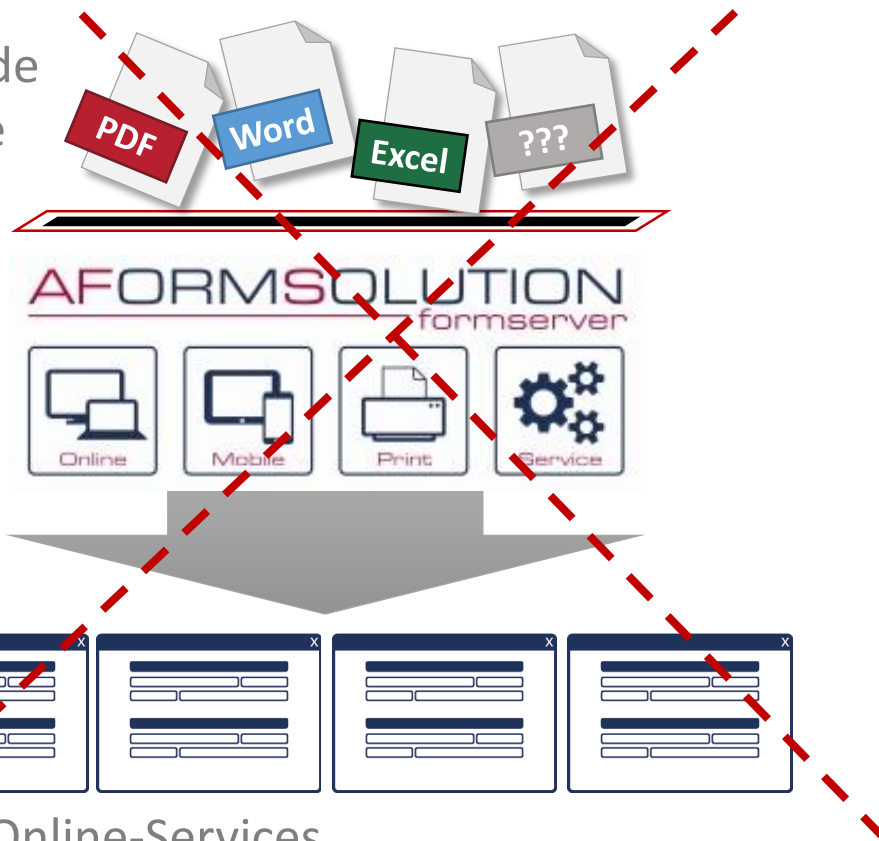 de
e
PDF
Word
Excel
???
AFORMSOLUTION
formserver
Online
Mobile
Print
Service
X
X
X
X
Online-Services